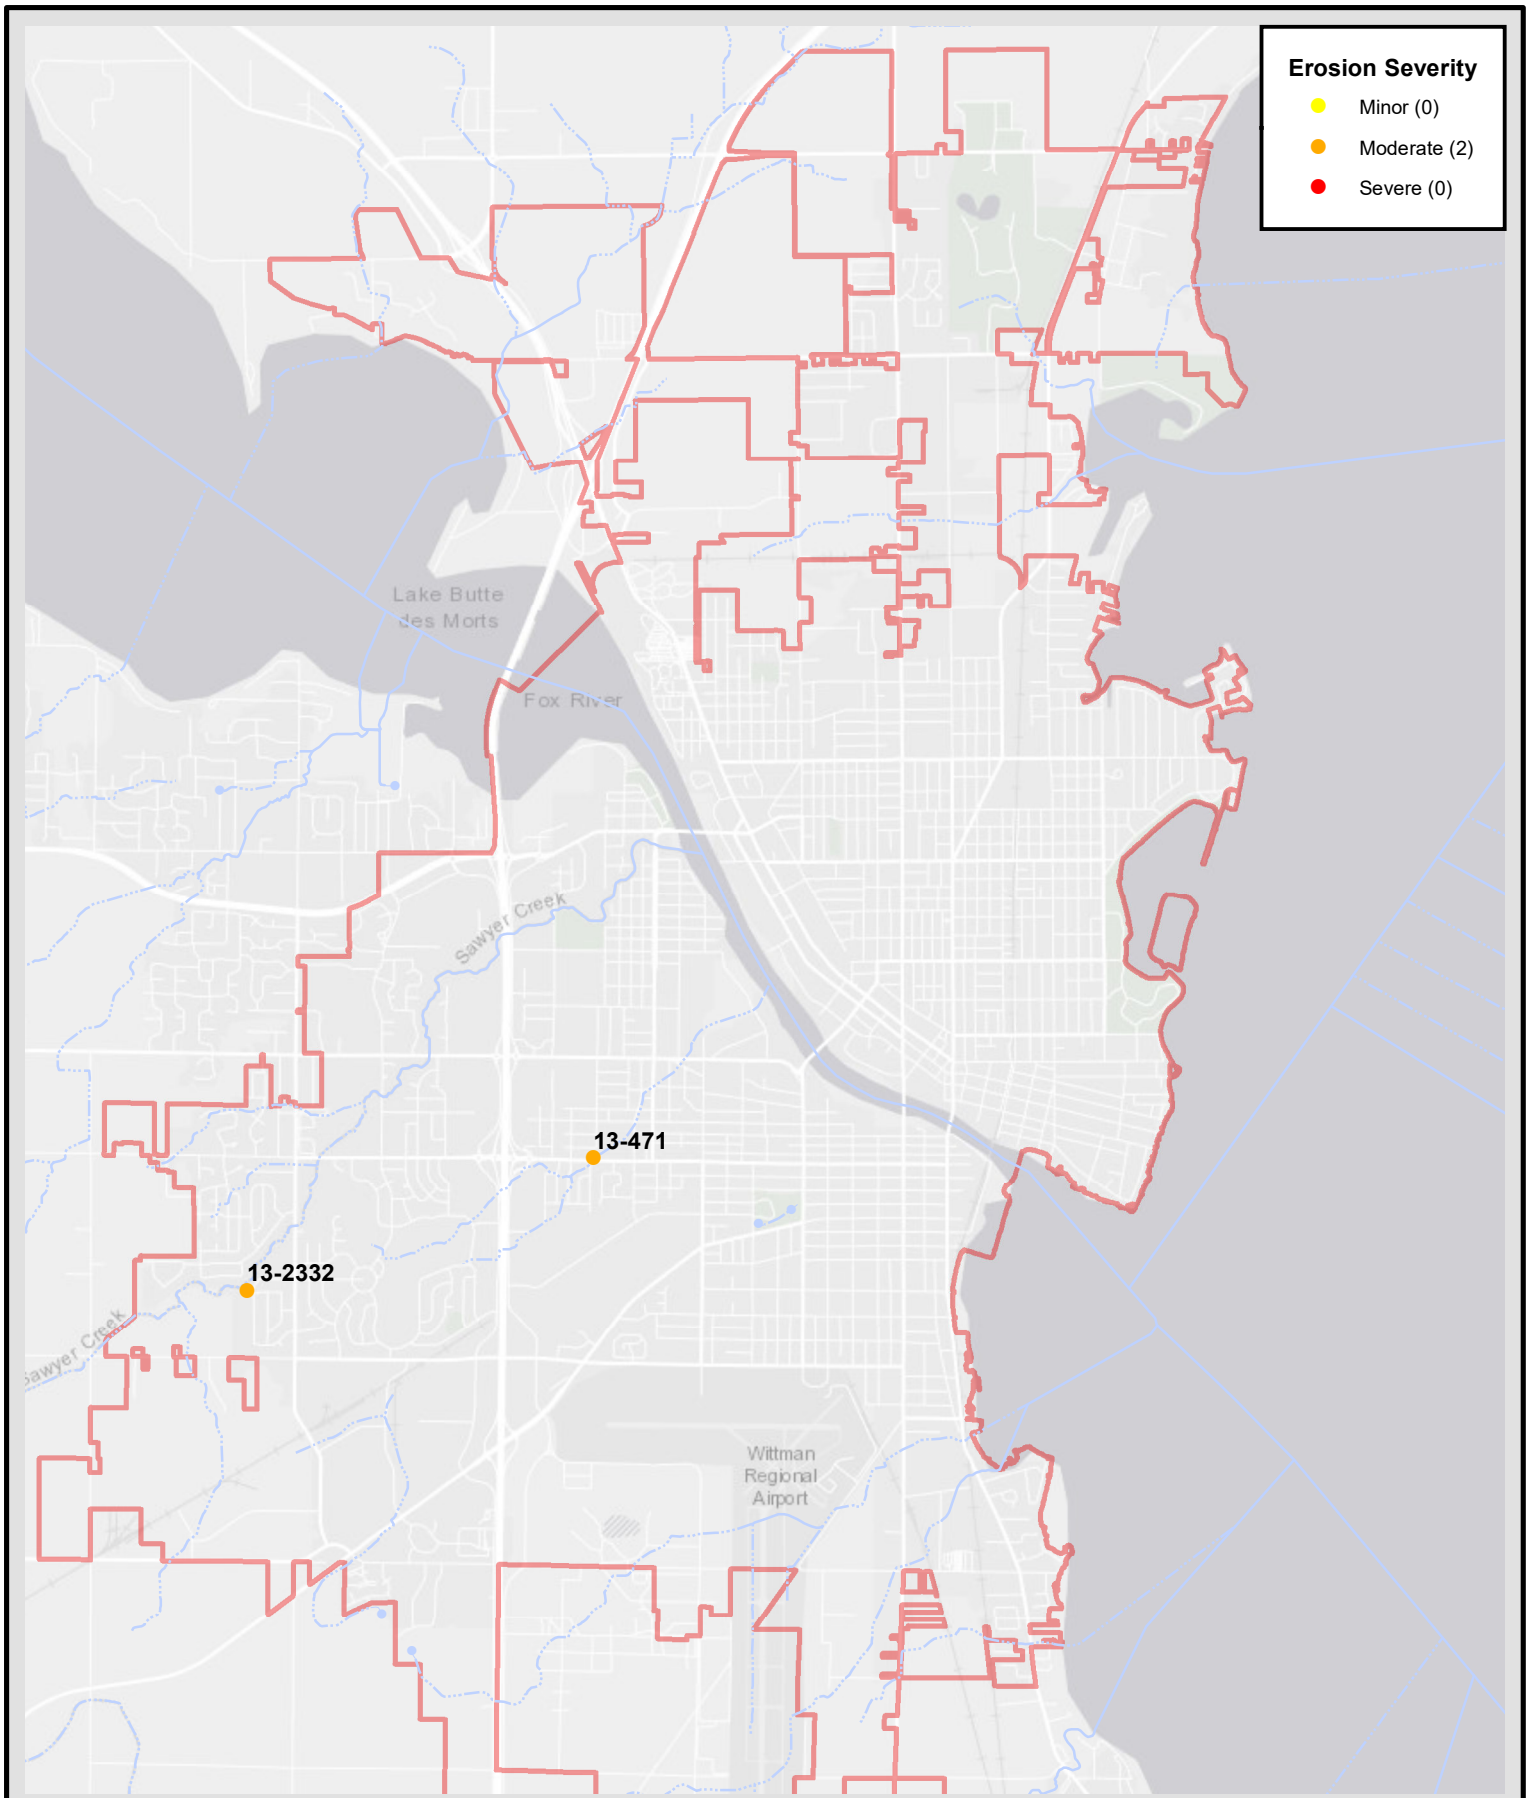 Erosion Severity
Minor (0)
Moderate (2)
Severe (0)
Lake Butte
des Morts
Fox River
Sawyer Creek
13-471
13-2332
Sawyer Creek
Wittman
Regional
Airport